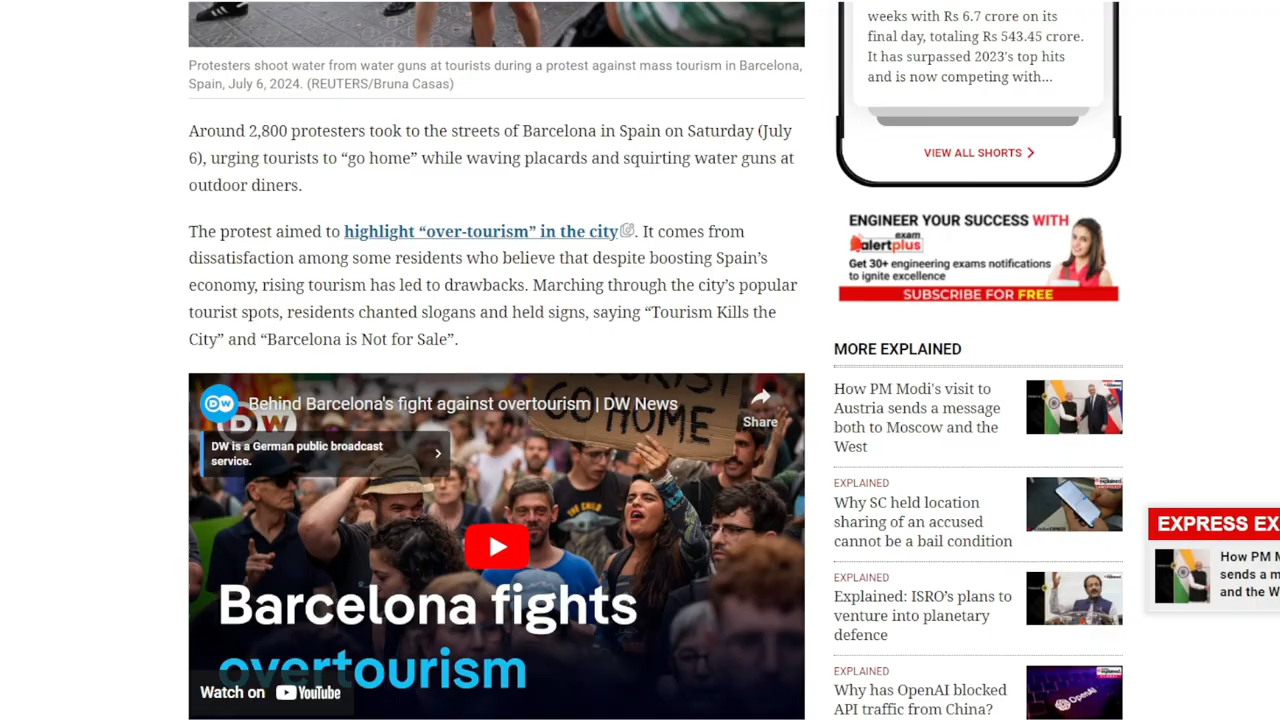 Protesters shoot water from water guns at tourists during a protest against mass tourism in Barcelona,
Spain, July 6, 2024. (REUTERS/Bruna Casas)
Around 2,800 protesters took to the streets of Barcelona in Spain on Saturday (July
6), urging tourists to “go home” while waving placards and squirting water guns at
outdoor diners.
The protest aimed to highlight “over-tourism” in the city. It comes from
dissatisfaction among some residents who believe that despite boosting Spain’s
economy, rising tourism has led to drawbacks. Marching through the city’s popular
tourist spots, residents chanted slogans and held signs, saying “Tourism Kills the
City” and “Barcelona is Not for Sale”.
DW
Behind Barcelona's fight against overtourism | DW News
Share
DW is a German public broadcast
service.
TOURIST
GO HOME
THE CHILD
Barcelona fights
overtourism
Watch on YouTube
weeks with Rs 6.7 crore on its
final day, totaling Rs 543.45 crore.
It has surpassed 2023's top hits
and is now competing with...
VIEW ALL SHORTS
ENGINEER YOUR SUCCESS WITH
exam
alertplus
Get 30+ engineering exams notifications
to ignite excellence
SUBSCRIBE FOR FREE
MORE EXPLAINED
How PM Modi's visit to
Austria sends a message
both to Moscow and the
West
EXPLAINED
Why SC held location
sharing of an accused
cannot be a bail condition
EXPLAINED
Explained: ISRO’s plans to
venture into planetary
defence
EXPLAINED
Why has OpenAI blocked
API traffic from China?
OpenAI
EXPRESS EX
How PM M
sends a m
and the W